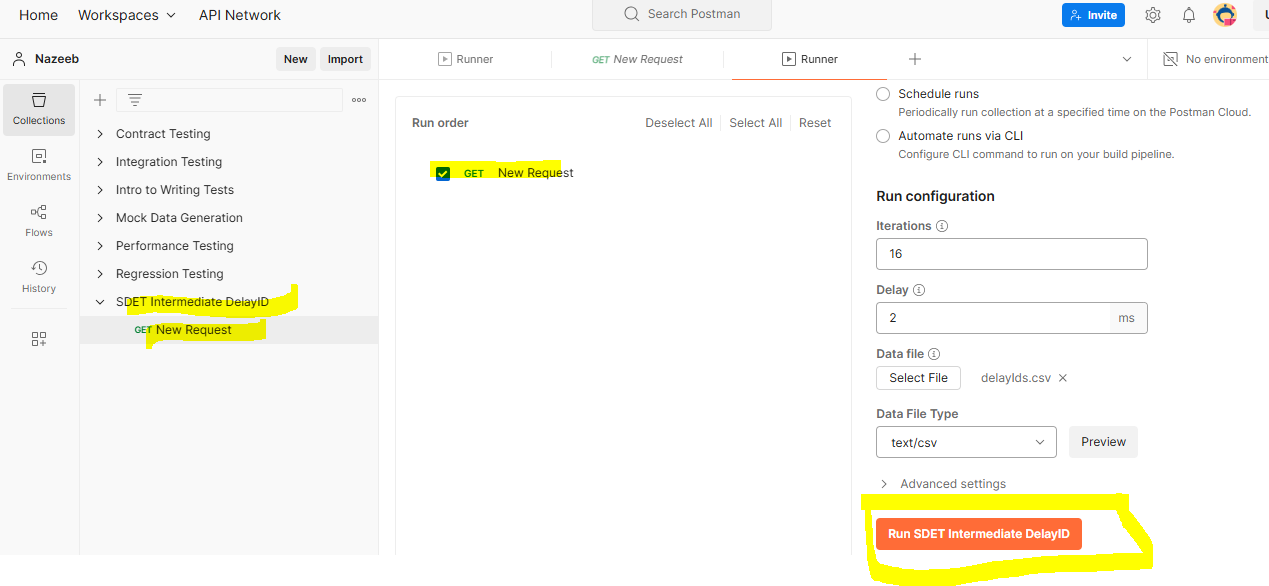 Home Workspaces API Network Search Postman Invite
Nazeeb New Import
Runner GET New Request Runner No environment
Collections
Environments
Flows
History
Contract Testing
Integration Testing
Intro to Writing Tests
Mock Data Generation
Performance Testing
Regression Testing
SDET Intermediate DelayID
GET New Request
Run order Deselect All Select All Reset
GET New Request
Schedule runs
Periodically run collection at a specified time on the Postman Cloud.
Automate runs via CLI
Configure CLI command to run on your build pipeline.
Run configuration
Iterations
16
Delay
2 ms
Data file
Select File delayIds.csv
Data File Type
text/csv Preview
Advanced settings
Run SDET Intermediate DelayID